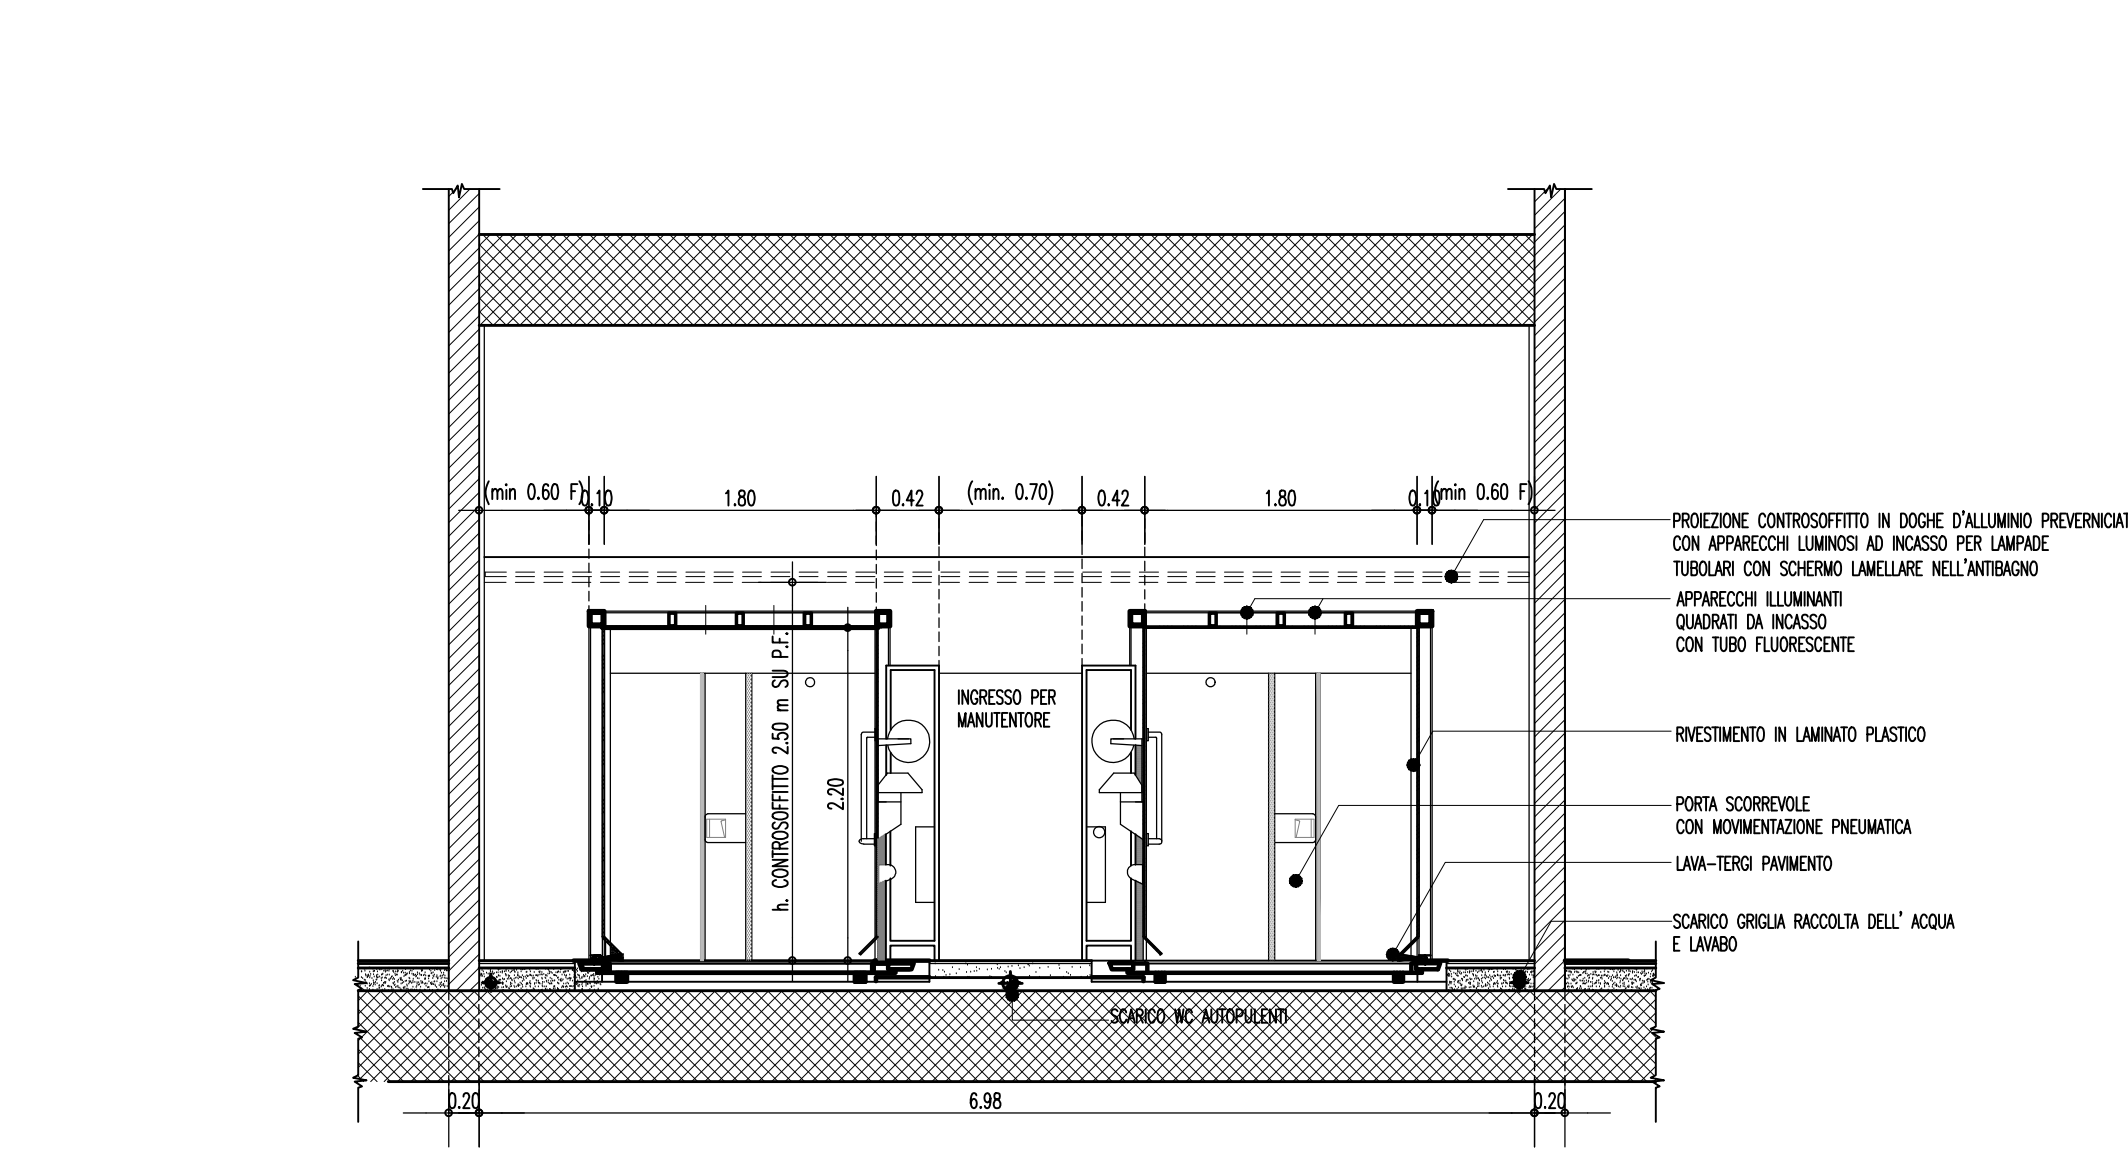 (min 0.60 F)
0.10
1.80
0.42
(min. 0.70)
0.42
1.80
0.10
(min 0.60 F)
PROIEZIONE CONTROSOFFITTO IN DOGHE D'ALLUMINIO PREVERNICIAT
CON APPARECCHI LUMINOSI AD INCASSO PER LAMPADE
TUBOLARI CON SCHERMO LAMELLARE NELL'ANTIBAGNO
APPARECCHI ILLUMINANTI
QUADRATI DA INCASSO
CON TUBO FLUORESCENTE
h. CONTROSOFFITTO 2.50 m SU P.F.
2.20
INGRESSO PER
MANUTENTORE
RIVESTIMENTO IN LAMINATO PLASTICO
PORTA SCORREVOLE
CON MOVIMENTAZIONE PNEUMATICA
LAVA-TERGI PAVIMENTO
SCARICO GRIGLIA RACCOLTA DELL' ACQUA
E LAVABO
SCARICO WC AUTOPULENTI
0.20
6.98
0.20